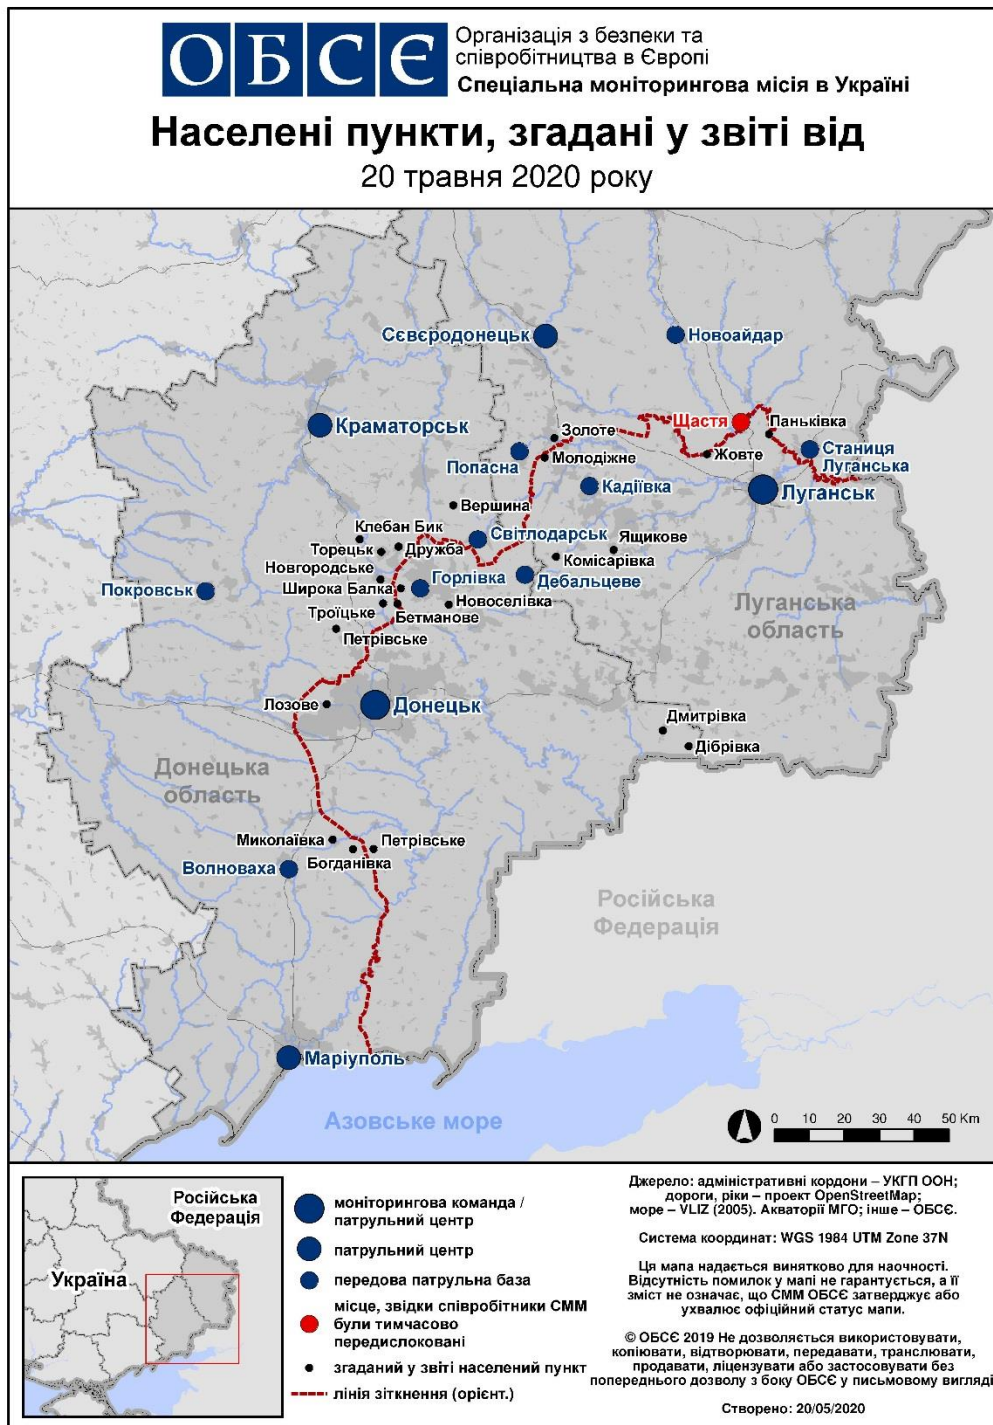 ОБСЄ
Організація з безпеки та
співробітництва в Європі
Спеціальна моніторингова місія в Україні
Населені пункти, згадані у звіті від
20 травня 2020 року
Сєвєродонецьк
Новоайдар
Краматорськ
Щастя
Паньківка
Золоте
Попасна
Молодіжне
Жовте
Станиця
Луганська
Кадіївка
Луганськ
Вершина
Клебан Бик
Світлодарськ
Ящикове
Торецьк
Дружба
Комісарівка
Новгородське
Покровськ
Широка Балка
Горлівка
Дебальцеве
Троїцьке
Бетманове
Новоселівка
Луганська
область
Петрівське
Лозове
Донецьк
Дмитрівка
Дібрівка
Донецька
область
Миколаївка
Петрівське
Богданівка
Волноваха
Російська
Федерація
Маріуполь
Азовське море
0 10 20 30 40 50 Km
Російська
Федерація
Україна
моніторингова команда /
патрульний центр
патрульний центр
передова патрульна база
місце, звідки співробітники СММ
були тимчасово
передислоковані
згаданий у звіті населений пункт
лінія зіткнення (орієнт.)
Джерело: адміністративні кордони – УКГП ООН;
дороги, ріки – проект OpenStreetMap;
море – VLIZ (2005). Акваторії МГО; інше – ОБСЄ.
Система координат: WGS 1984 UTM Zone 37N
Ця мапа надається винятково для наочності.
Відсутність помилок у мапі не гарантується, а її
зміст не означає, що СММ ОБСЄ затверджує або
ухвалює офіційний статус мапи.
© ОБСЄ 2019 Не дозволяється використовувати,
копіювати, відтворювати, передавати, транслювати,
продавати, ліцензувати або застосовувати без
попереднього дозволу з боку ОБСЄ у письмовому вигляді
Створено: 20/05/2020